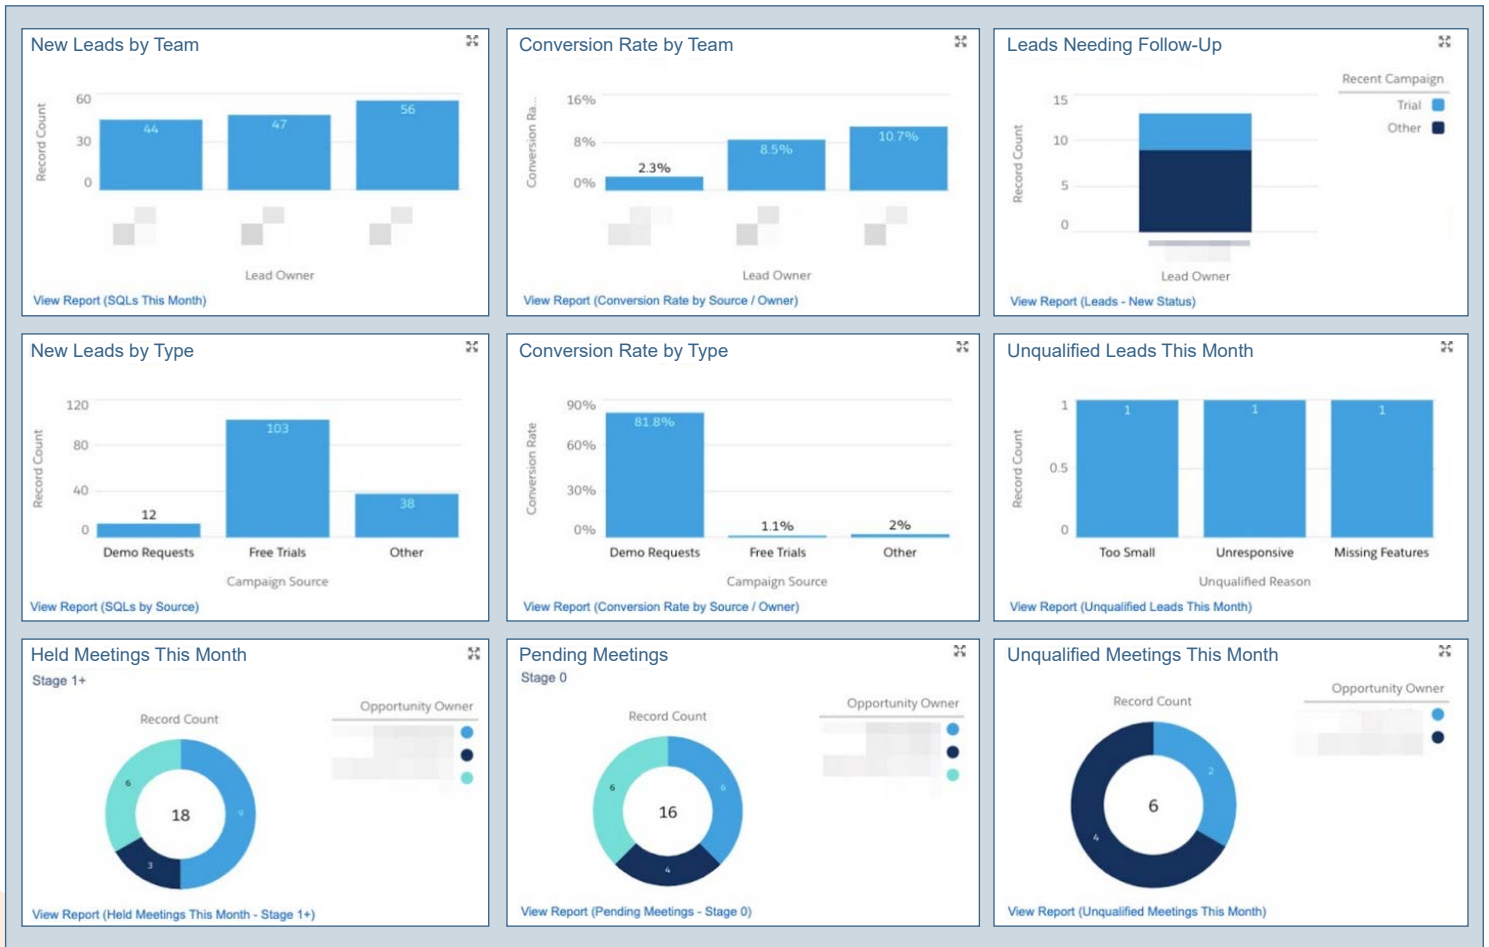 New Leads by Team
Record Count
60
30
0
44
47
56
Lead Owner
View Report (SQLs This Month)
Conversion Rate by Team
Conversion Ra...
16%
8%
0%
2.3%
8.5%
10.7%
Lead Owner
View Report (Conversion Rate by Source / Owner)
Leads Needing Follow-Up
Recent Campaign
Trial
Other
Record Count
15
10
5
0
Lead Owner
View Report (Leads - New Status)
New Leads by Type
Record Count
120
80
40
0
12
103
38
Demo Requests
Free Trials
Other
Campaign Source
View Report (SQLs by Source)
Conversion Rate by Type
Conversion Rate
90%
60%
30%
0%
81.8%
1.1%
2%
Demo Requests
Free Trials
Other
Campaign Source
View Report (Conversion Rate by Source / Owner)
Unqualified Leads This Month
Record Count
1
0.5
0
1
1
1
Too Small
Unresponsive
Missing Features
Unqualified Reason
View Report (Unqualified Leads This Month)
Held Meetings This Month
Stage 1+
Opportunity Owner
Record Count
6
9
18
3
View Report (Held Meetings This Month - Stage 1+)
Pending Meetings
Stage 0
Opportunity Owner
Record Count
6
6
16
4
View Report (Pending Meetings - Stage 0)
Unqualified Meetings This Month
Opportunity Owner
Record Count
2
6
4
View Report (Unqualified Meetings This Month)